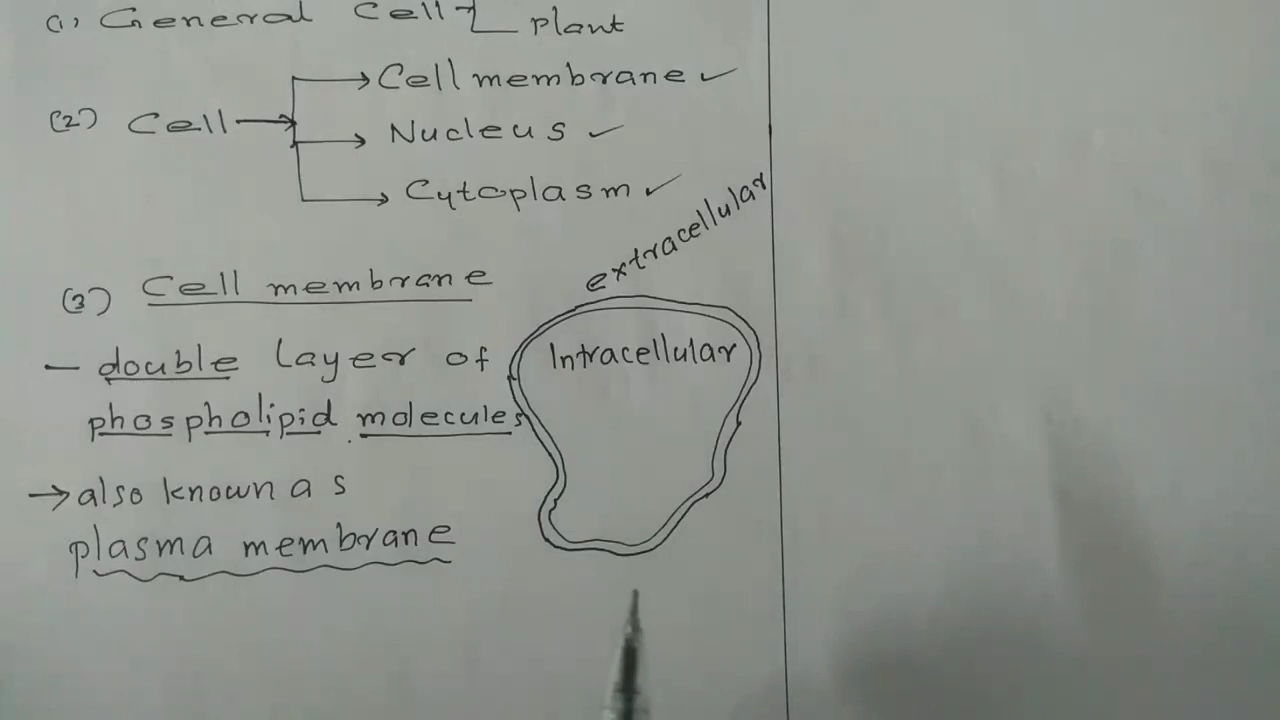 (1) General Cell
plant
(2) Cell
Cell membrane
Nucleus
Cytoplasm
extracellular
(3) Cell membrane
Intracellular
- double layer of
phospholipid molecules
→ also known as
plasma membrane